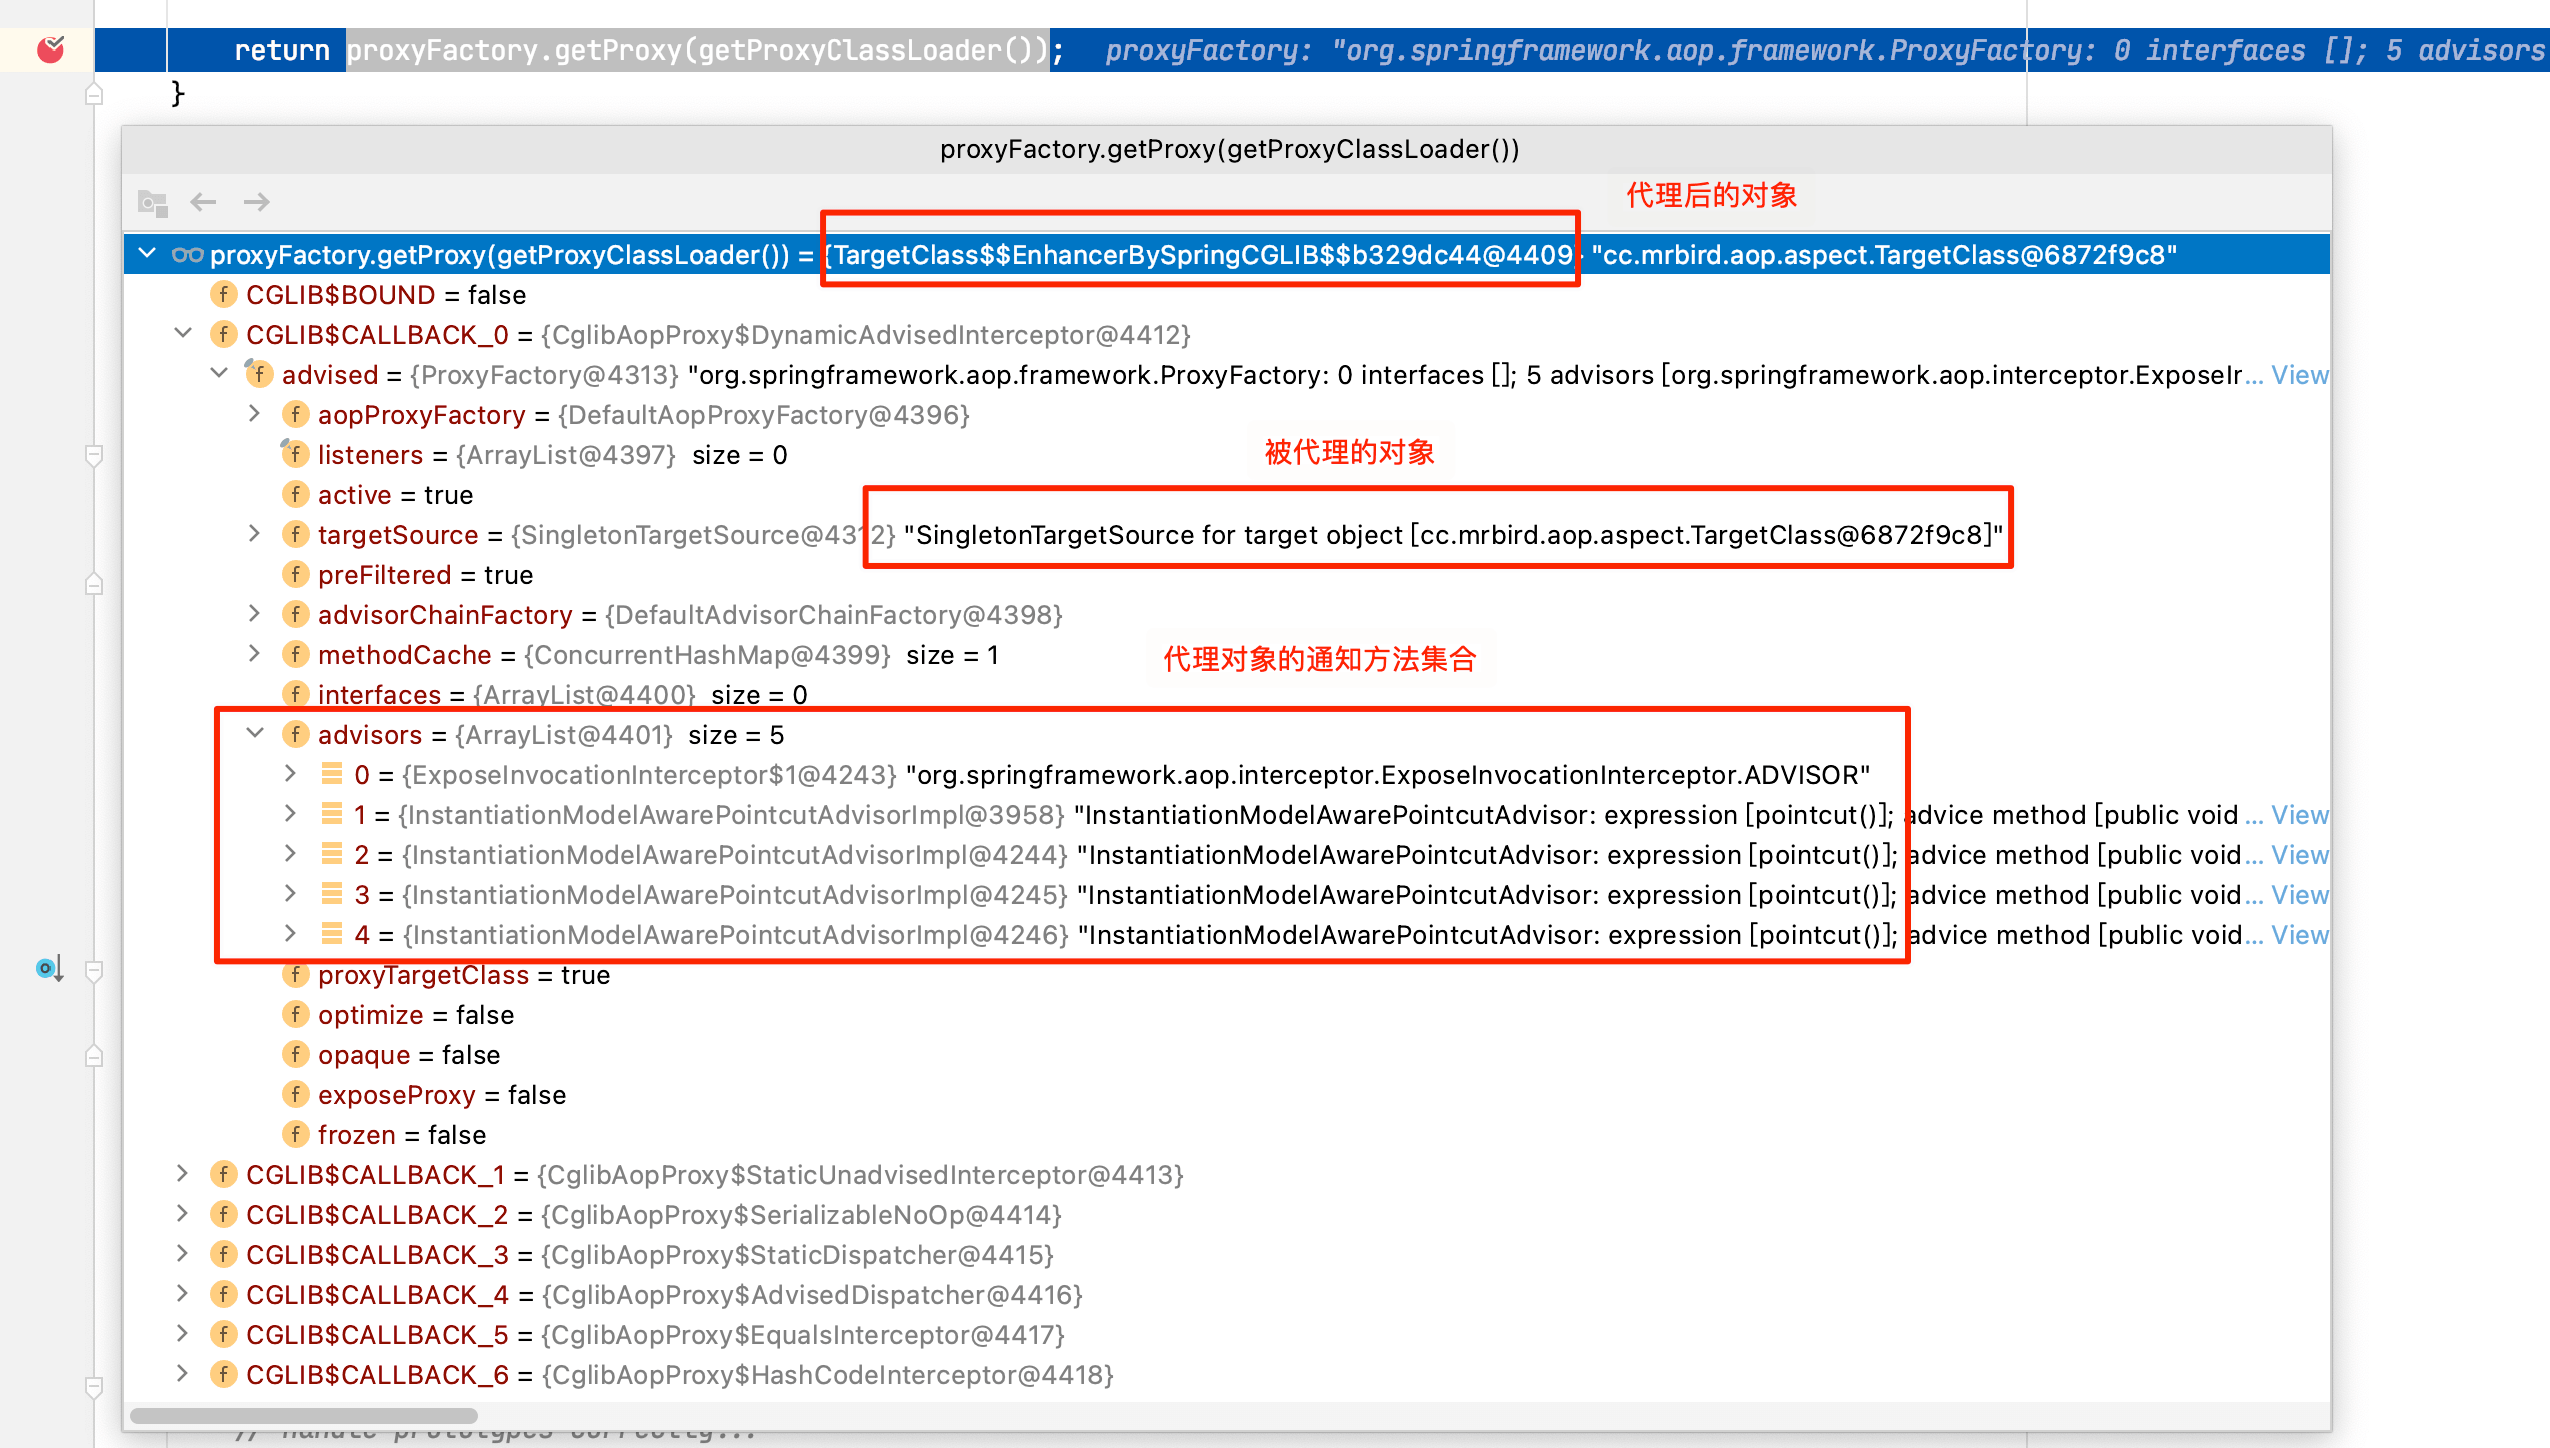 return proxyFactory.getProxy(getProxyClassLoader()); proxyFactory: "org.springframework.aop.framework.ProxyFactory: 0 interfaces []; 5 advisors
}
proxyFactory.getProxy(getProxyClassLoader())
代理后的对象
proxyFactory.getProxy(getProxyClassLoader()) = {TargetClass$$EnhancerBySpringCGLIB$$b329dc44@4409} "cc.mrbird.aop.aspect.TargetClass@6872f9c8"
CGLIB$BOUND = false
CGLIB$CALLBACK_0 = {CglibAopProxy$DynamicAdvisedInterceptor@4412}
advised = {ProxyFactory@4313} "org.springframework.aop.framework.ProxyFactory: 0 interfaces []; 5 advisors [org.springframework.aop.interceptor.ExposeIr... View
aopProxyFactory = {DefaultAopProxyFactory@4396}
被代理的对象
listeners = {ArrayList@4397} size = 0
active = true
targetSource = {SingletonTargetSource@4312} "SingletonTargetSource for target object [cc.mrbird.aop.aspect.TargetClass@6872f9c8]"
preFiltered = true
advisorChainFactory = {DefaultAdvisorChainFactory@4398}
methodCache = {ConcurrentHashMap@4399} size = 1
代理对象的通知方法集合
interfaces = {ArrayList@4400} size = 0
advisors = {ArrayList@4401} size = 5
0 = {ExposeInvocationInterceptor$1@4243} "org.springframework.aop.interceptor.ExposeInvocationInterceptor.ADVISOR"
1 = {InstantiationModelAwarePointcutAdvisorImpl@3958} "InstantiationModelAwarePointcutAdvisor: expression [pointcut()]; advice method [public void ... View
2 = {InstantiationModelAwarePointcutAdvisorImpl@4244} "InstantiationModelAwarePointcutAdvisor: expression [pointcut()]; advice method [public void... View
3 = {InstantiationModelAwarePointcutAdvisorImpl@4245} "InstantiationModelAwarePointcutAdvisor: expression [pointcut()]; advice method [public void... View
4 = {InstantiationModelAwarePointcutAdvisorImpl@4246} "InstantiationModelAwarePointcutAdvisor: expression [pointcut()]; advice method [public void... View
proxyTargetClass = true
optimize = false
opaque = false
exposeProxy = false
frozen = false
CGLIB$CALLBACK_1 = {CglibAopProxy$StaticUnadvisedInterceptor@4413}
CGLIB$CALLBACK_2 = {CglibAopProxy$SerializableNoOp@4414}
CGLIB$CALLBACK_3 = {CglibAopProxy$StaticDispatcher@4415}
CGLIB$CALLBACK_4 = {CglibAopProxy$AdvisedDispatcher@4416}
CGLIB$CALLBACK_5 = {CglibAopProxy$EqualsInterceptor@4417}
CGLIB$CALLBACK_6 = {CglibAopProxy$HashCodeInterceptor@4418}
// handle prototypes correctly...